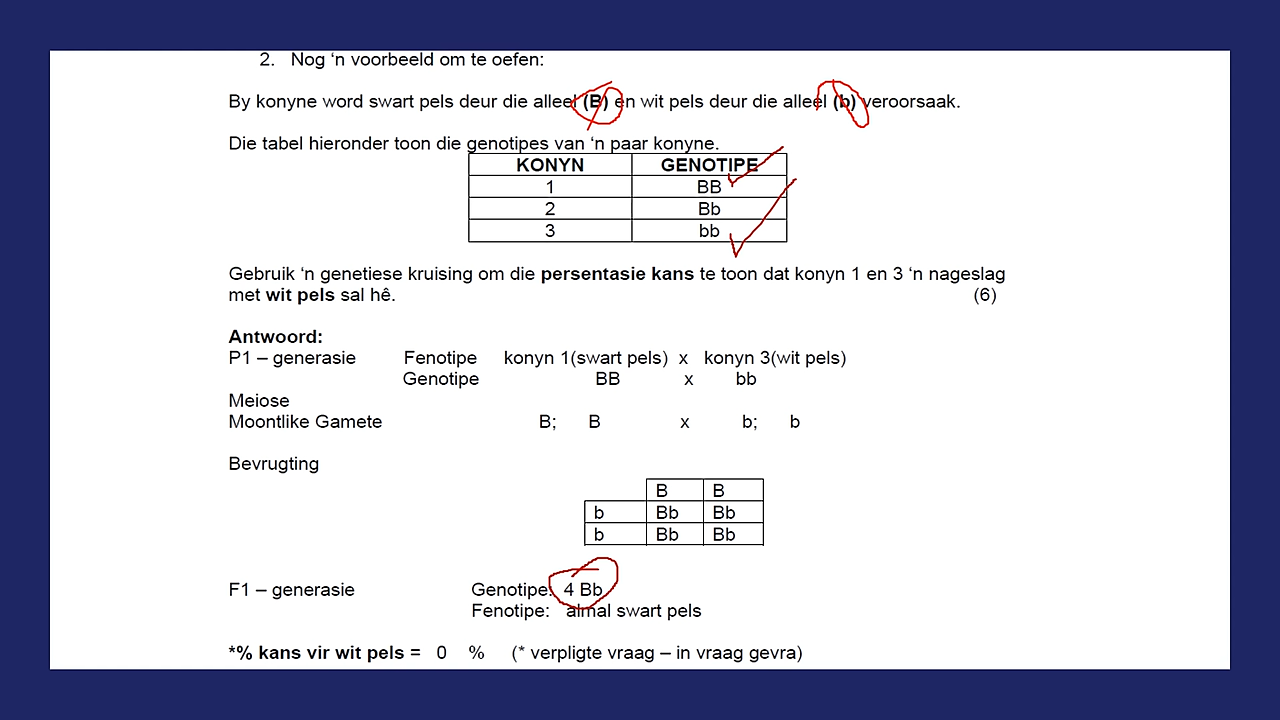 2. Nog ‘n voorbeeld om te oefen:
By konyne word swart pels deur die alleel (B) en wit pels deur die alleel (b) veroorsaak.
Die tabel hieronder toon die genotipes van ‘n paar konyne.
KONYN GENOTIPE
1 BB
2 Bb
3 bb
Gebruik ‘n genetiese kruising om die persentasie kans te toon dat konyn 1 en 3 ‘n nageslag
met wit pels sal hê. (6)
Antwoord:
P1 – generasie Fenotipe konyn 1(swart pels) x konyn 3(wit pels)
Genotipe BB x bb
Meiose
Moontlike Gamete B; B x b; b
Bevrugting
B B
b Bb Bb
b Bb Bb
F1 – generasie Genotipe: 4 Bb
Fenotipe: almal swart pels
*% kans vir wit pels = 0 % (* verpligte vraag – in vraag gevra)